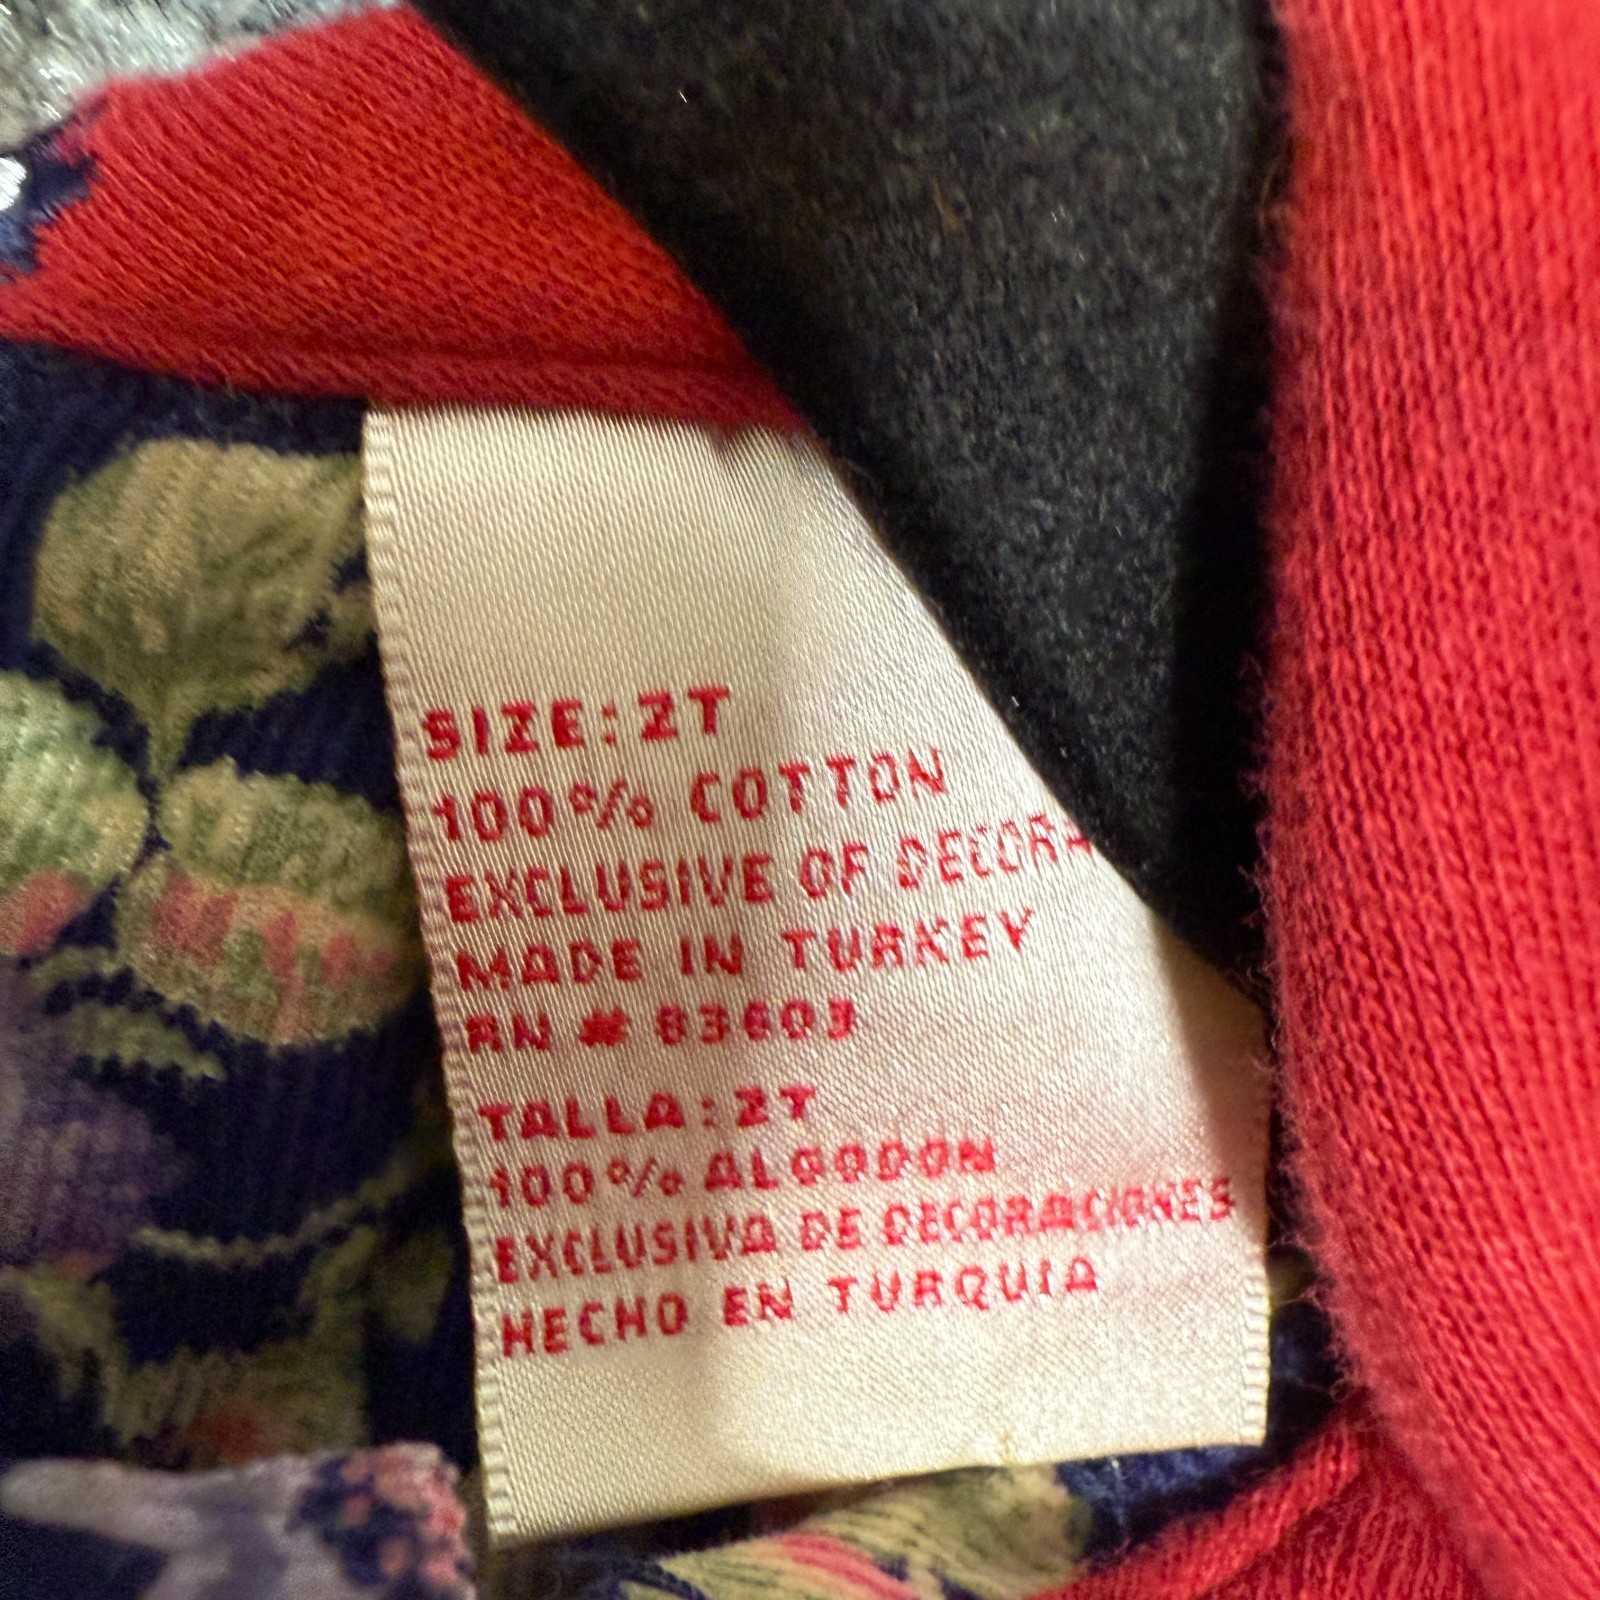 SIZE: 2T
100% COTTON
EXCLUSIVE OF DECORA
MADE IN TURKEY
RN # 83603
TALLA: 2T
100% ALGODON
EXCLUSIVA DE DECORACIONES
HECHO EN TURQUIA